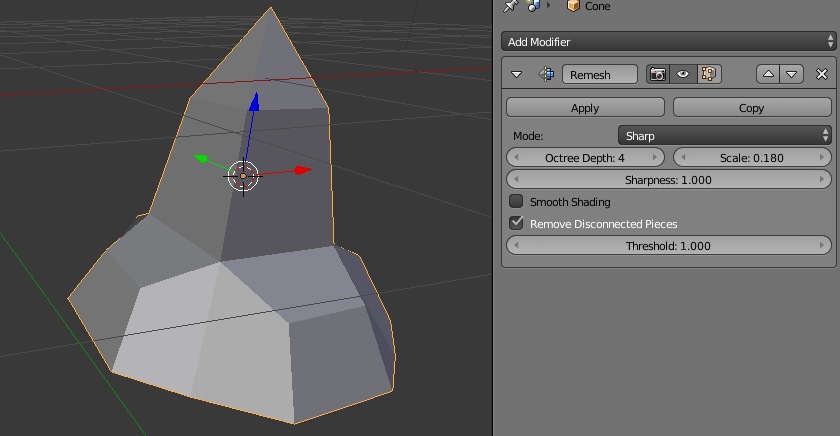 Cone
Add Modifier
Remesh
Apply Copy
Mode: Sharp
Octree Depth: 4 Scale: 0.180
Sharpness: 1.000
Smooth Shading
Remove Disconnected Pieces
Threshold: 1.000